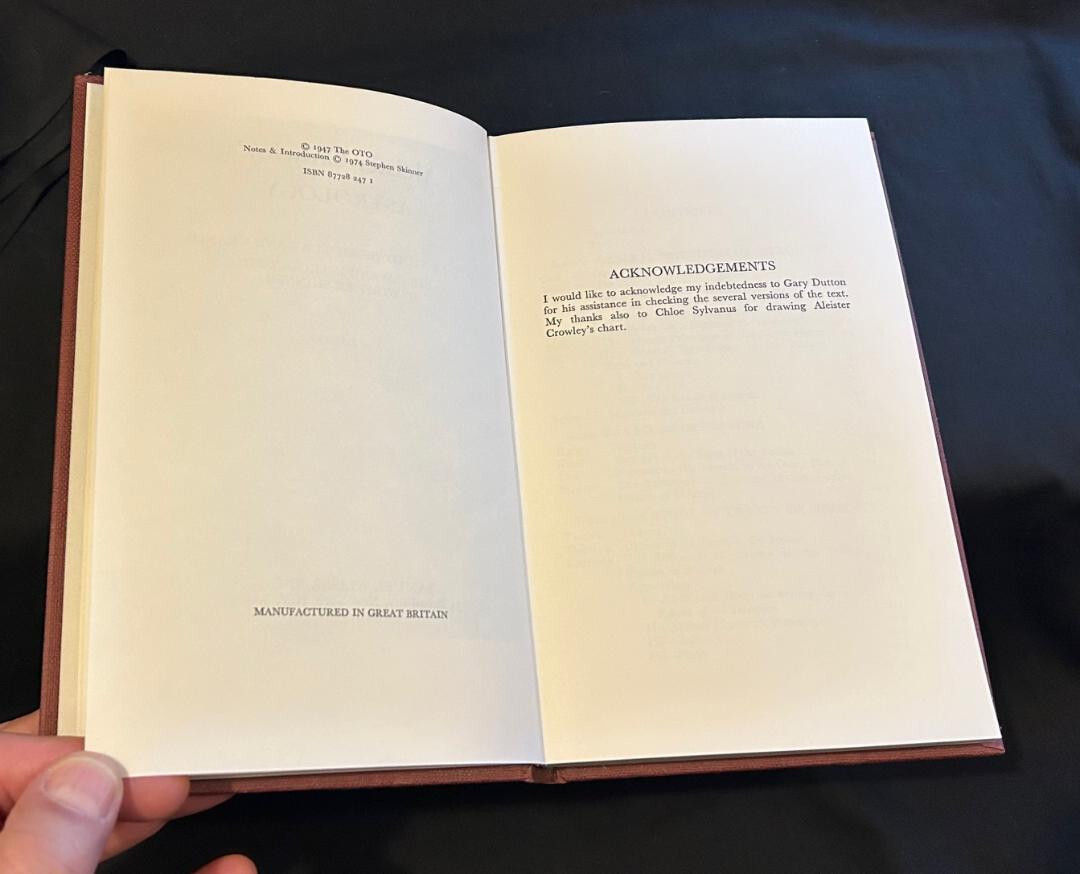 © 1947 The OTO
Notes & Introduction © 1974 Stephen Skinner
ISBN 87728 247 1
MANUFACTURED IN GREAT BRITAIN
ACKNOWLEDGEMENTS
I would like to acknowledge my indebtedness to Gary Dutton
for his assistance in checking the several versions of the text.
My thanks also to Chloe Sylvanus for drawing Aleister
Crowley's chart.